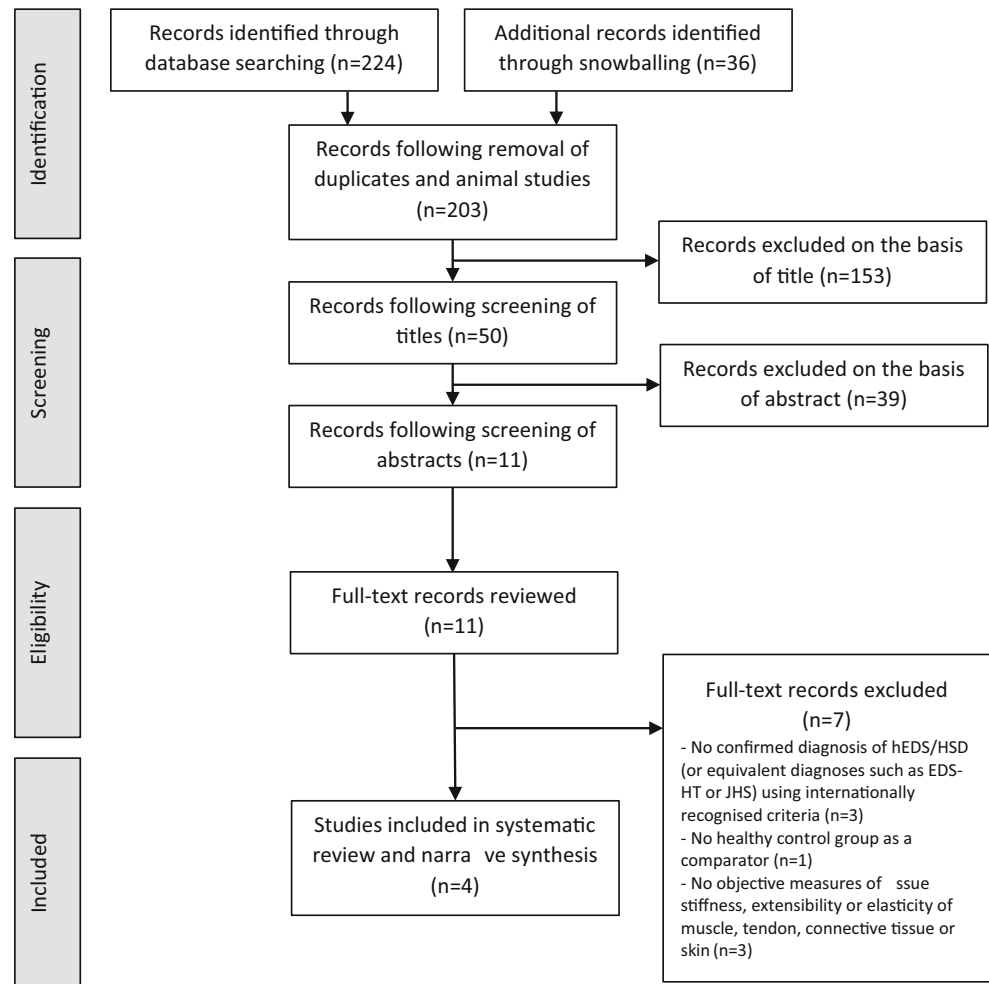 Identification
Records identified through
database searching (n=224)
Additional records identified
through snowballing (n=36)
Records following removal of
duplicates and animal studies
(n=203)
Records excluded on the basis
of title (n=153)
Screening
Records following screening of
titles (n=50)
Records excluded on the basis
of abstract (n=39)
Records following screening of
abstracts (n=11)
Eligibility
Full-text records reviewed
(n=11)
Full-text records excluded
(n=7)
- No confirmed diagnosis of hEDS/HSD
(or equivalent diagnoses such as EDS-
HT or JHS) using internationally
recognised criteria (n=3)
- No healthy control group as a
comparator (n=1)
- No objective measures of ssue
stiffness, extensibility or elasticity of
muscle, tendon, connective tissue or
skin (n=3)
Included
Studies included in systematic
review and narra ve synthesis
(n=4)